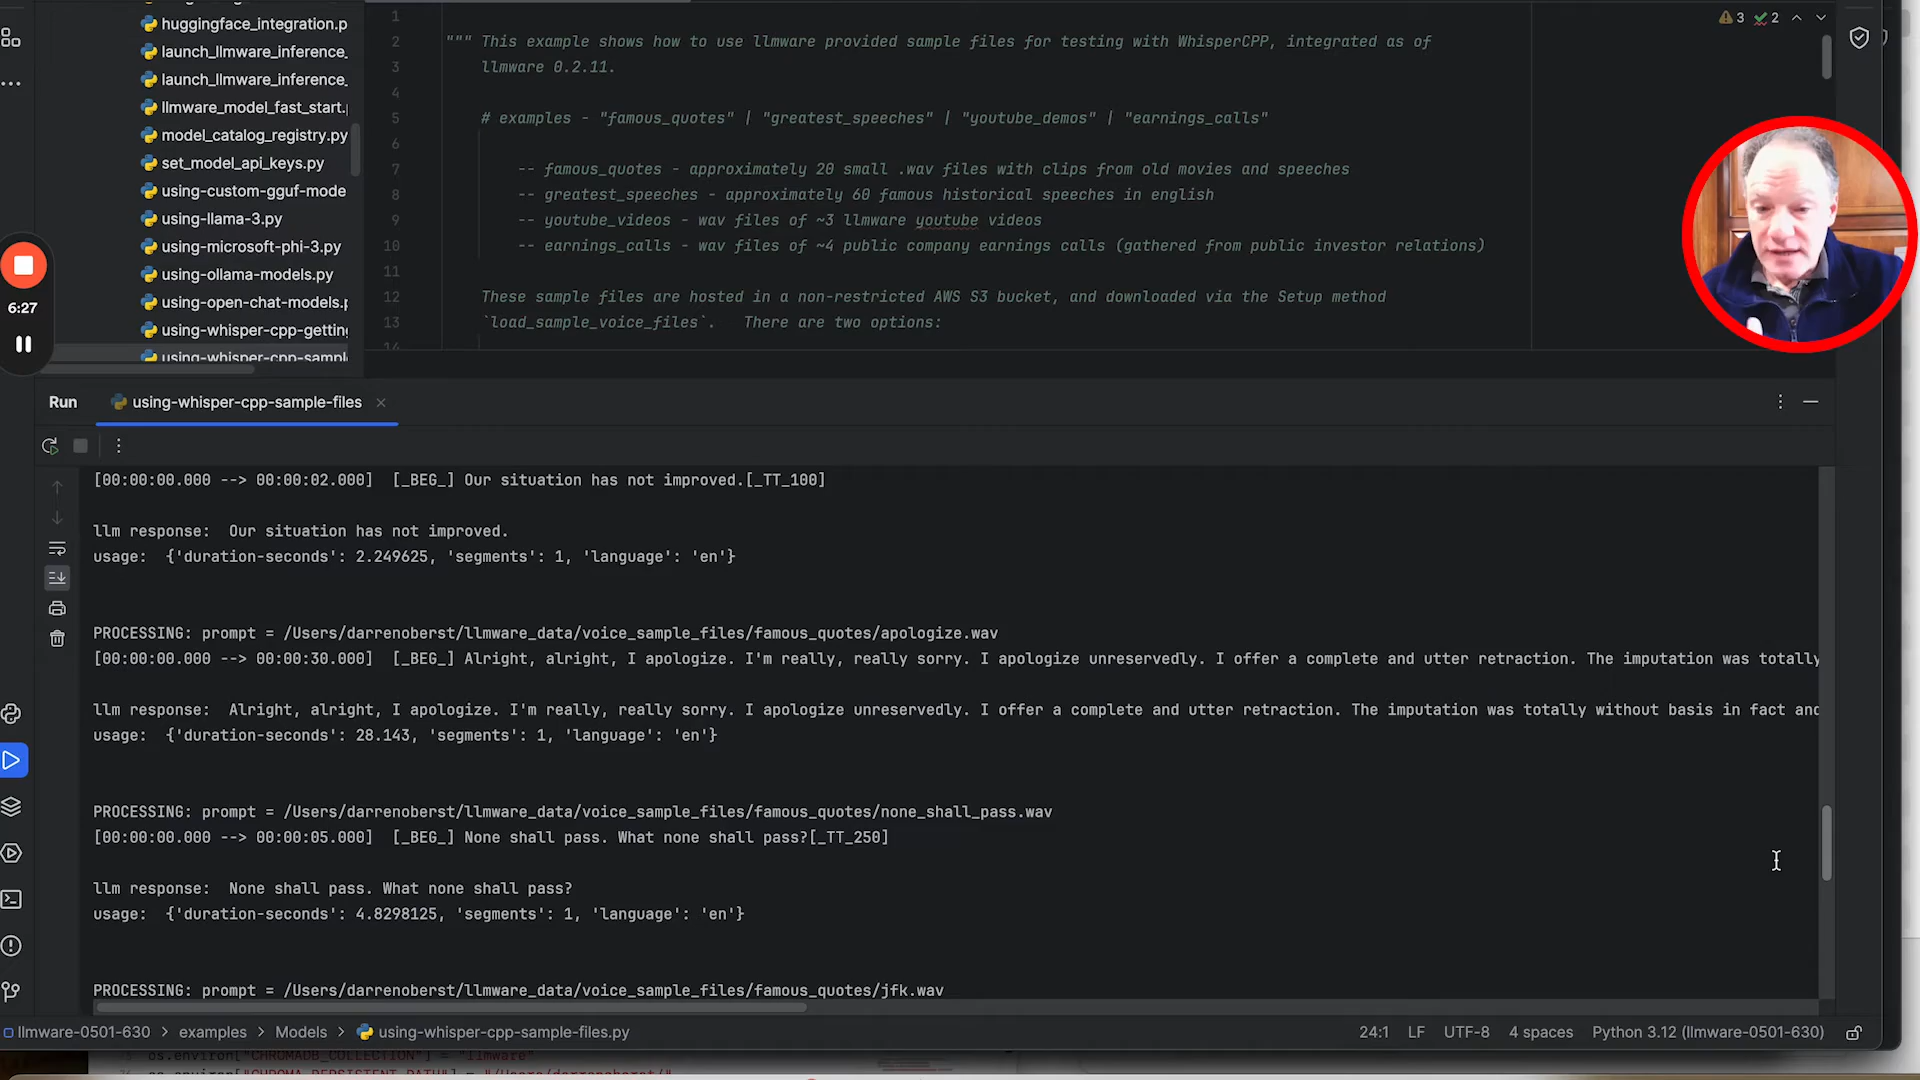 huggingface_integration.p
launch_llmware_inference_
launch_llmware_inference_
llmware_model_fast_start.
model_catalog_registry.py
set_model_api_keys.py
using-custom-gguf-mode
using-llama-3.py
using-microsoft-phi-3.py
using-ollama-models.py
using-open-chat-models.p
using-whisper-cpp-getting
using-whisper-cpp-sampl
6:27
3 2
1
2 """ This example shows how to use llmware provided sample files for testing with WhisperCPP, integrated as of
3 llmware 0.2.11.
4
5 # examples - "famous_quotes" | "greatest_speeches" | "youtube_demos" | "earnings_calls"
6
7 -- famous_quotes - approximately 20 small .wav files with clips from old movies and speeches
8 -- greatest_speeches - approximately 60 famous historical speeches in english
9 -- youtube_videos - wav files of ~3 llmware youtube videos
10 -- earnings_calls - wav files of ~4 public company earnings calls (gathered from public investor relations)
11
12 These sample files are hosted in a non-restricted AWS S3 bucket, and downloaded via the Setup method
13 `load_sample_voice_files`. There are two options:
14
Run using-whisper-cpp-sample-files
[00:00:00.000 --> 00:00:02.000] [_BEG_] Our situation has not improved.[_TT_100]
llm response: Our situation has not improved.
usage: {'duration-seconds': 2.249625, 'segments': 1, 'language': 'en'}
PROCESSING: prompt = /Users/darrenoberst/llmware_data/voice_sample_files/famous_quotes/apologize.wav
[00:00:00.000 --> 00:00:30.000] [_BEG_] Alright, alright, I apologize. I'm really, really sorry. I apologize unreservedly. I offer a complete and utter retraction. The imputation was totally
llm response: Alright, alright, I apologize. I'm really, really sorry. I apologize unreservedly. I offer a complete and utter retraction. The imputation was totally without basis in fact and
usage: {'duration-seconds': 28.143, 'segments': 1, 'language': 'en'}
PROCESSING: prompt = /Users/darrenoberst/llmware_data/voice_sample_files/famous_quotes/none_shall_pass.wav
[00:00:00.000 --> 00:00:05.000] [_BEG_] None shall pass. What none shall pass?[_TT_250]
llm response: None shall pass. What none shall pass?
usage: {'duration-seconds': 4.8298125, 'segments': 1, 'language': 'en'}
PROCESSING: prompt = /Users/darrenoberst/llmware_data/voice_sample_files/famous_quotes/jfk.wav
llmware-0501-630 > examples > Models > using-whisper-cpp-sample-files.py
24:1 LF UTF-8 4 spaces Python 3.12 (llmware-0501-630)
os.environ["CHROMADB_COLLECTION"] = "llmware"